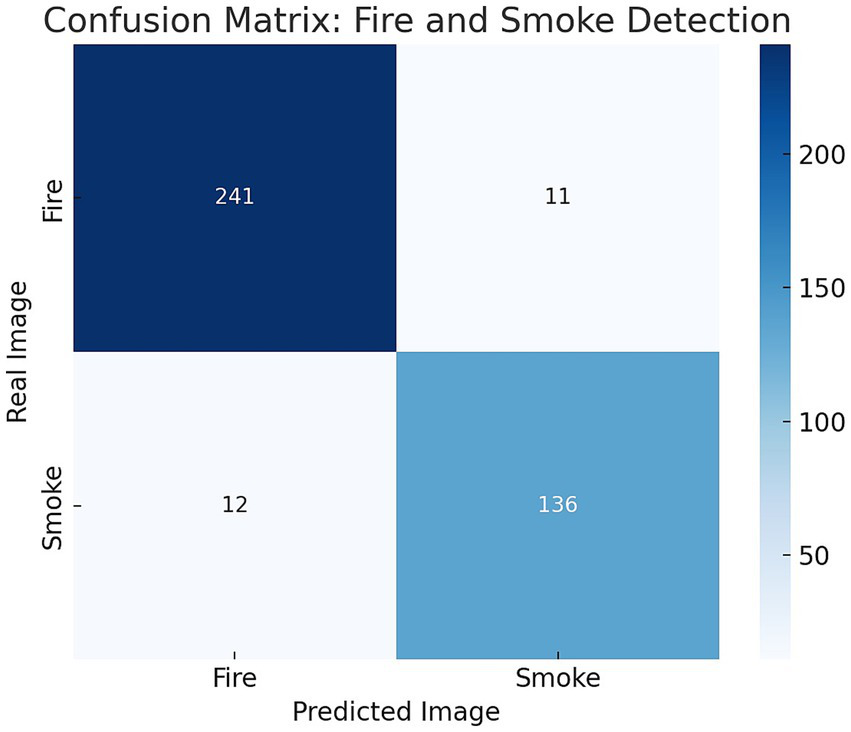 Confusion Matrix: Fire and Smoke Detection
Real Image
Fire
241
11
Smoke
12
136
Fire
Smoke
Predicted Image
200
150
100
50